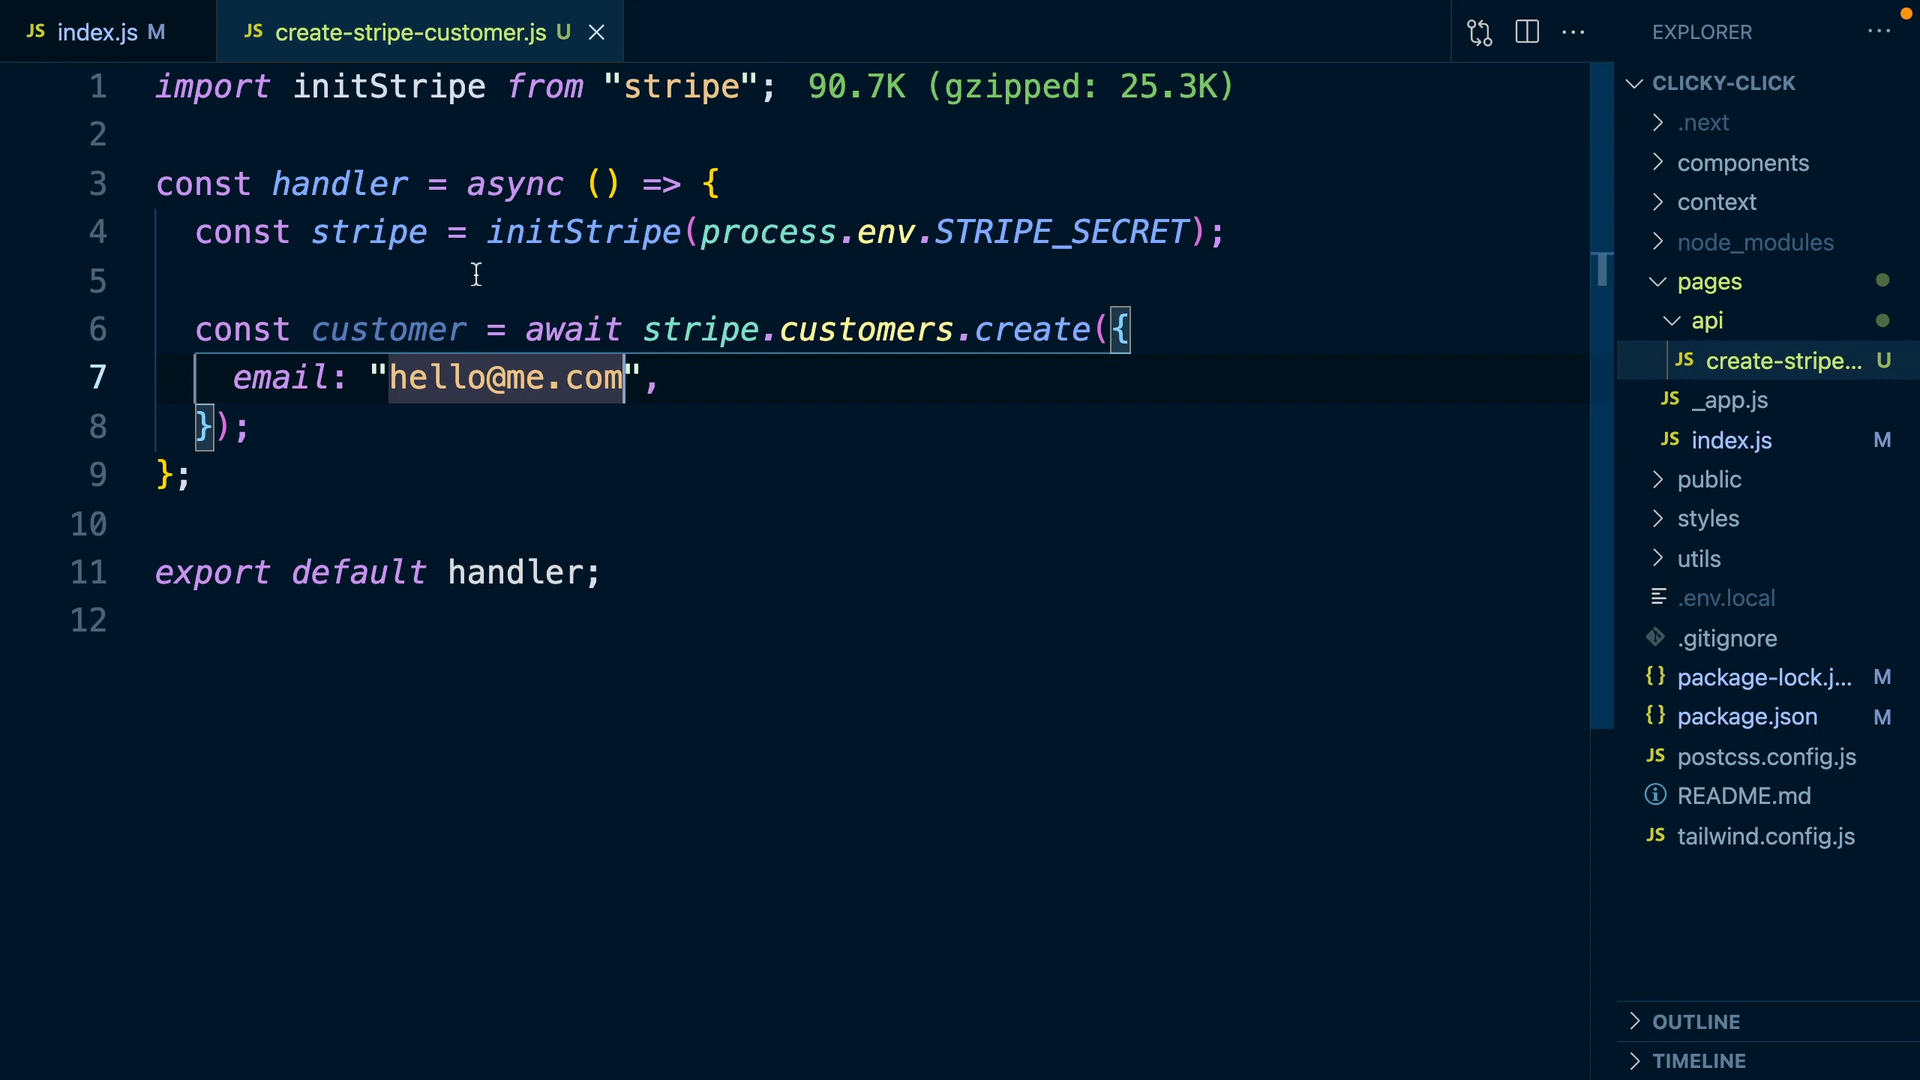 JS index.js M
JS create-stripe-customer.js U
1 import initStripe from "stripe"; 90.7K (gzipped: 25.3K)
2
3 const handler = async () => {
4 const stripe = initStripe(process.env.STRIPE_SECRET);
5
6 const customer = await stripe.customers.create({
7 email: "hello@me.com",
8 });
9 };
10
11 export default handler;
12
EXPLORER
CLICKY-CLICK
.next
components
context
node_modules
pages
api
JS create-stripe... U
JS _app.js
JS index.js M
public
styles
utils
.env.local
.gitignore
{} package-lock.j... M
{} package.json M
JS postcss.config.js
README.md
JS tailwind.config.js
OUTLINE
TIMELINE